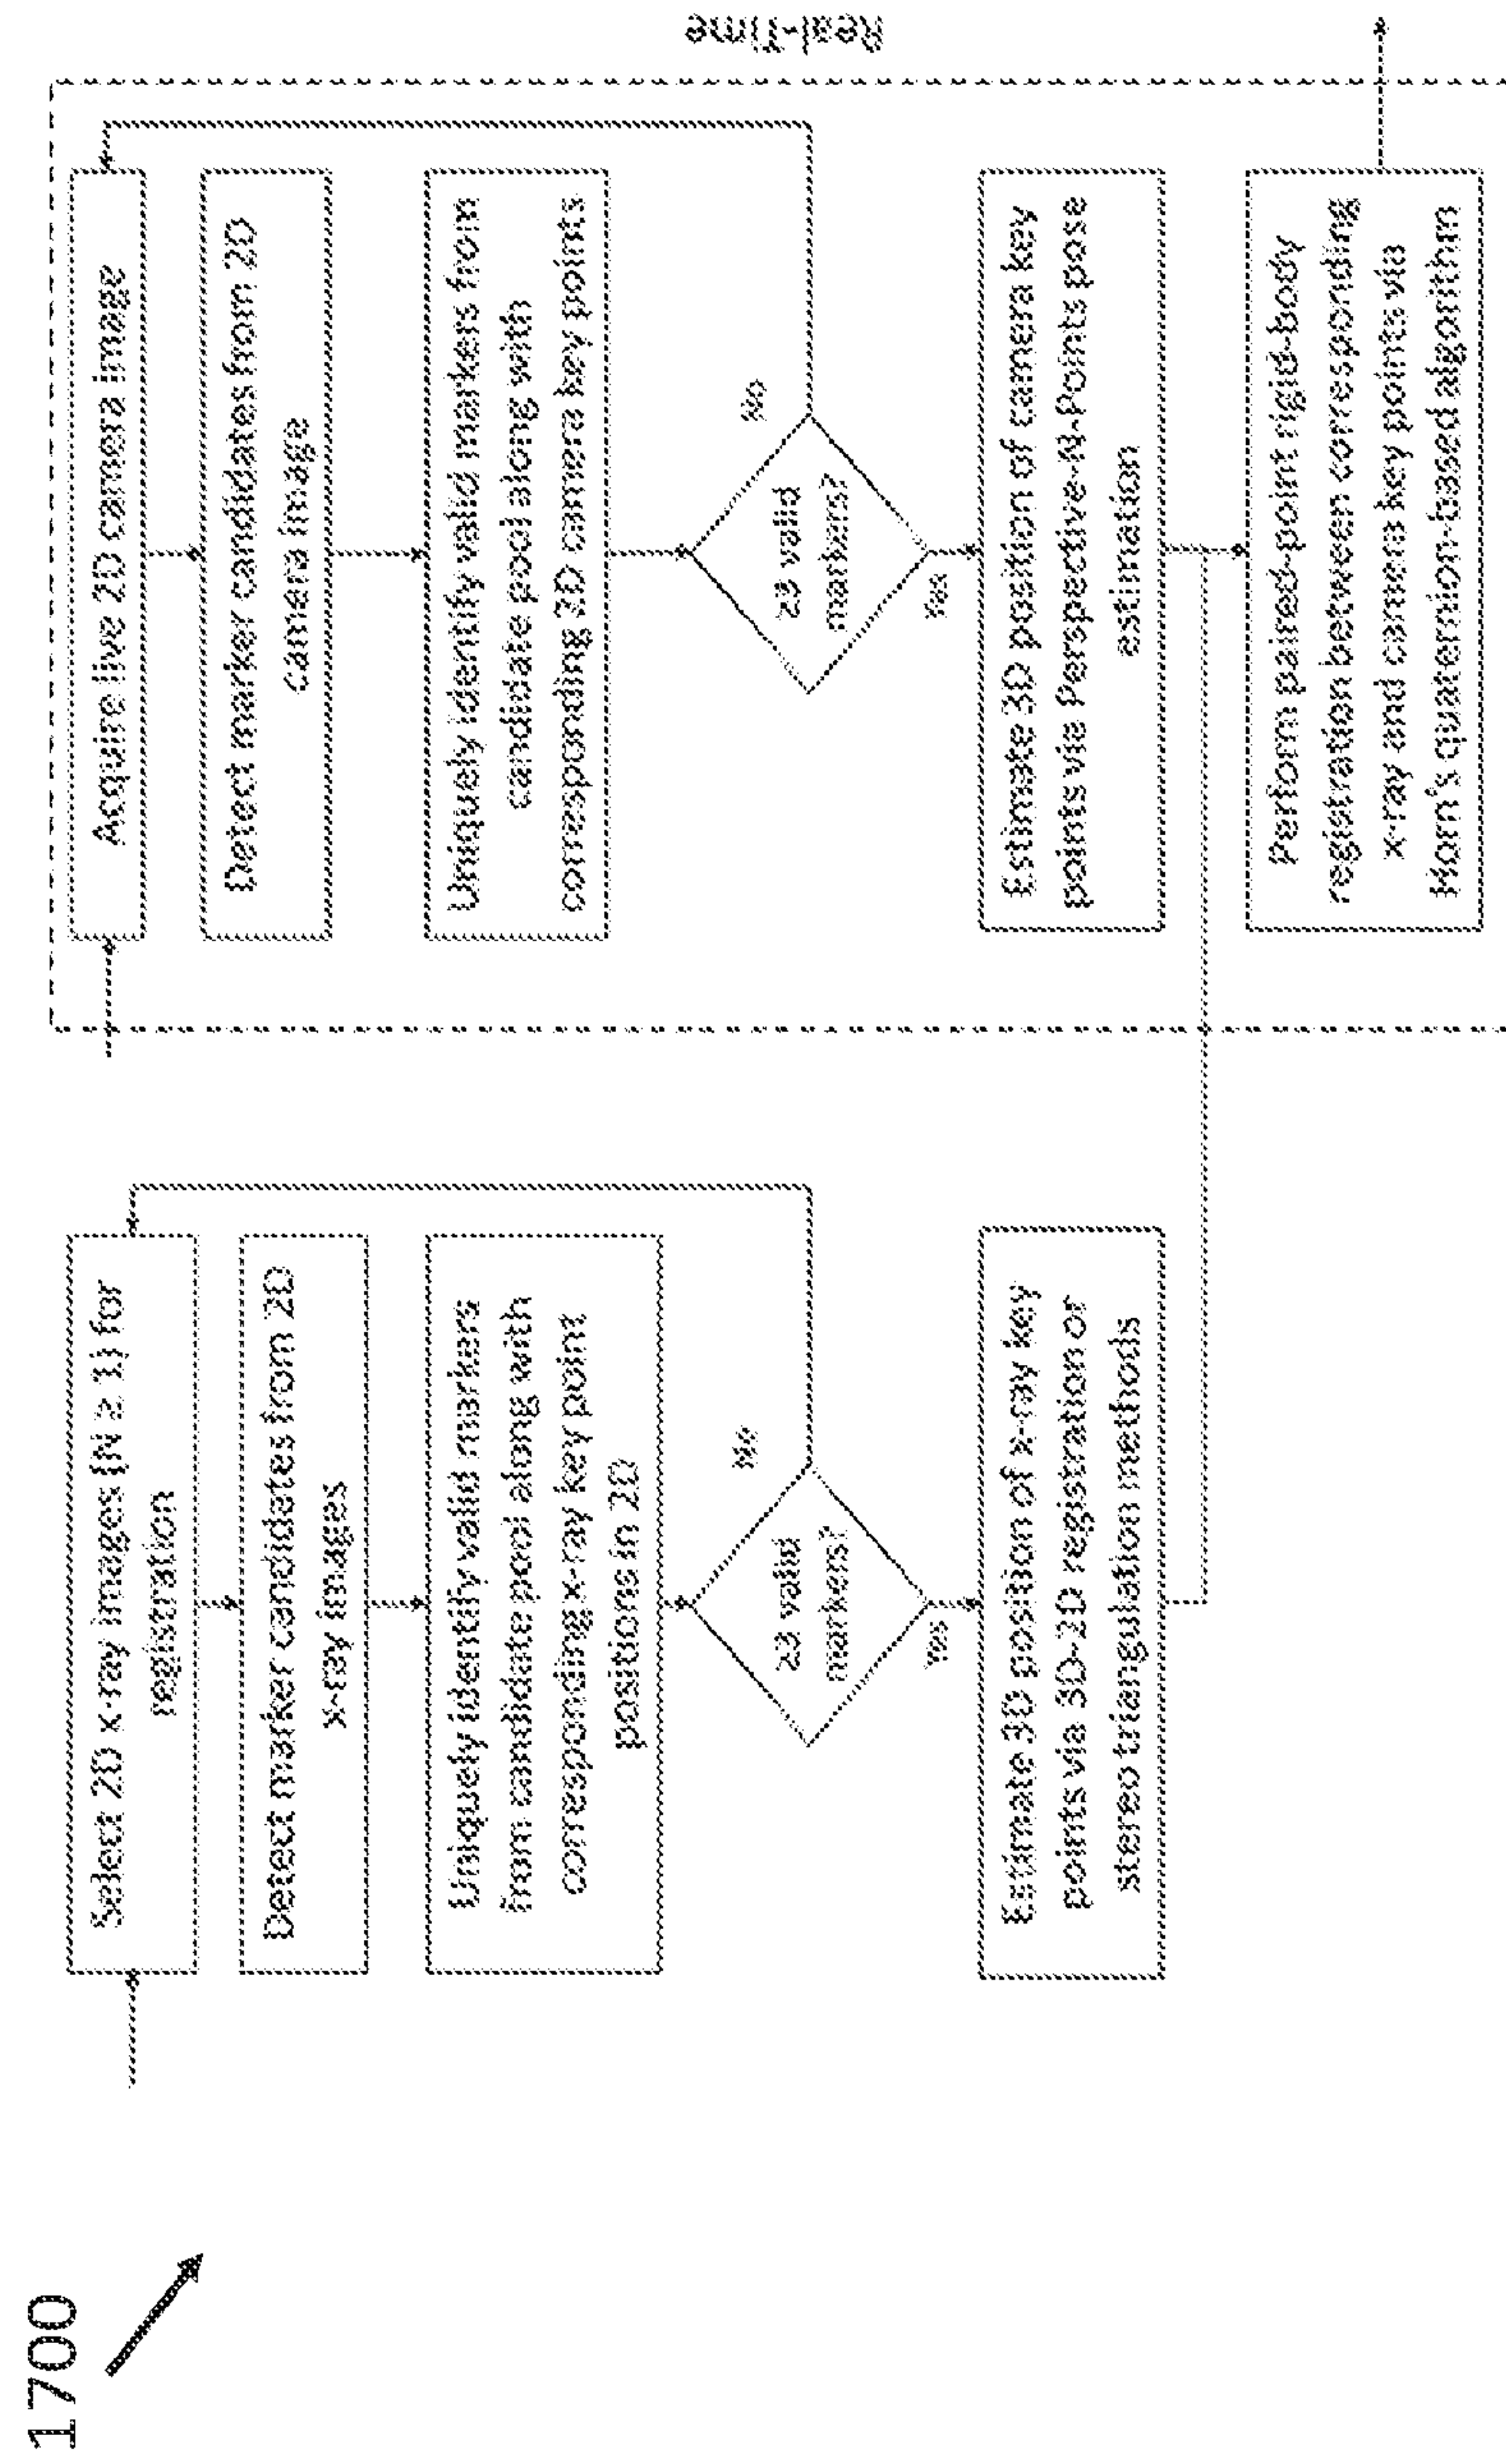 1700
Select 2D x-ray images (N ≥ 1) for
registration
Detect marker candidates from 2D
x-ray images
Uniquely identify valid markers
from candidate pool along with
corresponding x-ray key point
positions in 2D
≥3 valid
markers?
No
Yes
Estimate 3D position of x-ray key
points via 3D-2D registration or
stereo triangulation methods
Acquire live 2D camera image
Detect marker candidates from 2D
camera image
Uniquely identify valid markers from
candidate pool along with
corresponding 3D camera key points
≥3 valid
markers?
No
Yes
Estimate 3D position of camera key
points via Perspective-N-Points pose
estimation
Perform paired-point rigid-body
registration between corresponding
x-ray and camera key points via
Horn's quaternion-based algorithm
Real-Time